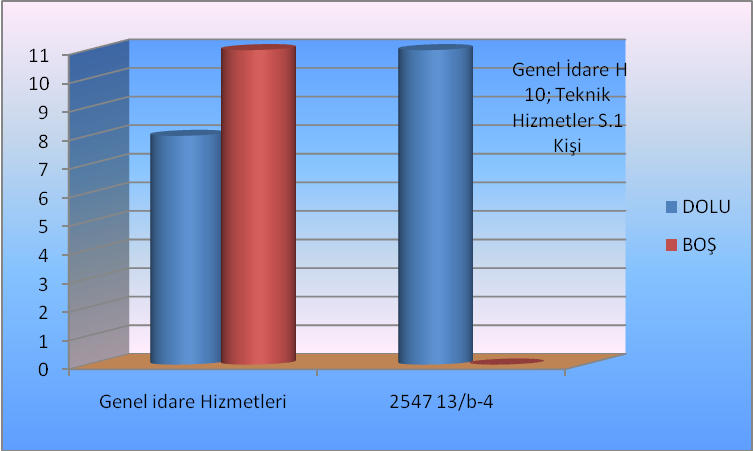 11
10
9
8
7
6
5
4
3
2
1
0
Genel İdare H
10; Teknik
Hizmetler S.1
Kişi
DOLU
BOŞ
Genel idare Hizmetleri
2547 13/b-4